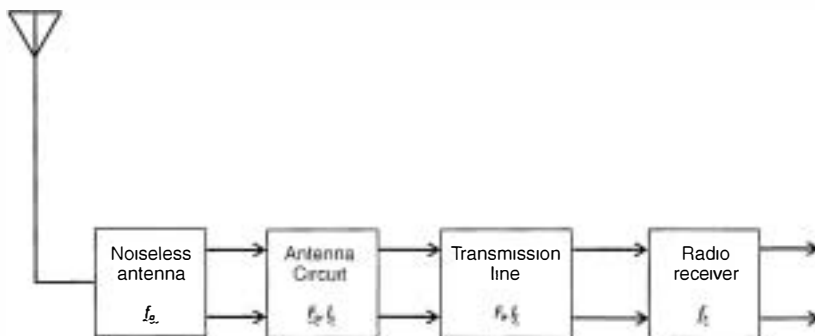 Noiseless
antenna
Antenna
Circuit
Transmission
line
Radio
receiver